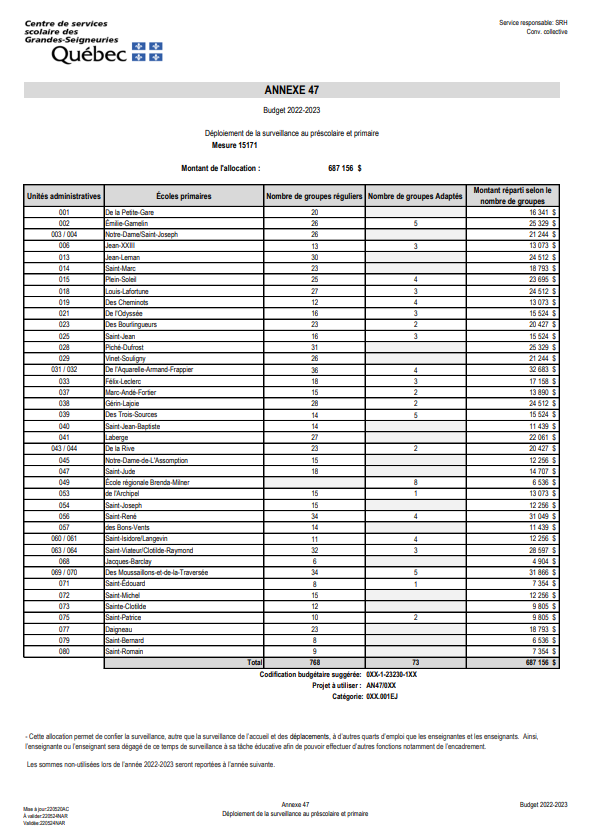 Centre de services
scolaire des
Grandes-Seigneuries
Québec
Service responsable: SRH
Conv. collective
ANNEXE 47
Budget 2022-2023
Déploiement de la surveillance au préscolaire et primaire
Mesure 15171
Montant de l'allocation : 687 156 $
Unités administratives Écoles primaires Nombre de groupes réguliers Nombre de groupes Adaptés Montant réparti selon le nombre de groupes
001 De la Petite-Gare 20 16 341 $
002 Émilie-Gamelin 26 5 25 329 $
003 / 004 Notre-Dame/Saint-Joseph 26 21 244 $
006 Jean-XXIII 13 3 13 073 $
013 Jean-Leman 30 24 512 $
014 Saint-Marc 23 18 793 $
015 Plein-Soleil 25 4 23 695 $
018 Louis-Lafortune 27 3 24 512 $
019 Des Cheminots 12 4 13 073 $
021 De l'Odyssée 16 3 15 524 $
023 Des Bourlingueurs 23 2 20 427 $
025 Saint-Jean 16 3 15 524 $
028 Piché-Dufrost 31 25 329 $
029 Vinet-Souligny 26 21 244 $
031 / 032 De l'Aquarelle-Armand-Frappier 36 4 32 683 $
033 Félix-Leclerc 18 3 17 158 $
037 Marc-André-Fortier 15 2 13 890 $
038 Gérin-Lajoie 28 2 24 512 $
039 Des Trois-Sources 14 5 15 524 $
040 Saint-Jean-Baptiste 14 11 439 $
041 Laberge 27 22 061 $
043 / 044 De la Rive 23 2 20 427 $
045 Notre-Dame-de-L'Assomption 15 12 256 $
047 Saint-Jude 18 14 707 $
049 École régionale Brenda-Milner 8 6 536 $
053 de l'Archipel 15 1 13 073 $
054 Saint-Joseph 15 12 256 $
056 Saint-René 34 4 31 049 $
057 des Bons-Vents 14 11 439 $
060 / 061 Saint-Isidore/Langevin 11 4 12 256 $
063 / 064 Saint-Viateur/Clotilde-Raymond 32 3 28 597 $
068 Jacques-Barclay 6 4 904 $
069 / 070 Des Moussaillons-et-de-la-Traversée 34 5 31 866 $
071 Saint-Édouard 8 1 7 354 $
072 Saint-Michel 15 12 256 $
073 Sainte-Clotilde 12 9 805 $
075 Saint-Patrice 10 2 9 805 $
077 Daigneau 23 18 793 $
079 Saint-Bernard 8 6 536 $
080 Saint-Romain 9 7 354 $
Total 768 73 687 156 $
Codification budgétaire suggérée: 0XX-1-23230-1XX
Projet à utiliser : AN47/0XX
Catégorie: 0XX.001EJ
- Cette allocation permet de confier la surveillance, autre que la surveillance de l'accueil et des déplacements, à d'autres quarts d'emploi que les enseignantes et les enseignants. Ainsi,
l'enseignante ou l'enseignant sera dégagé de ce temps de surveillance à sa tâche éducative afin de pouvoir effectuer d'autres fonctions notamment de l'encadrement.
Les sommes non-utilisées lors de l'année 2022-2023 seront reportées à l'année suivante.
Mise à jour:220520AC
À valider:220524NAR
Validée:220524NAR
Annexe 47
Déploiement de la surveillance au préscolaire et primaire
Budget 2022-2023